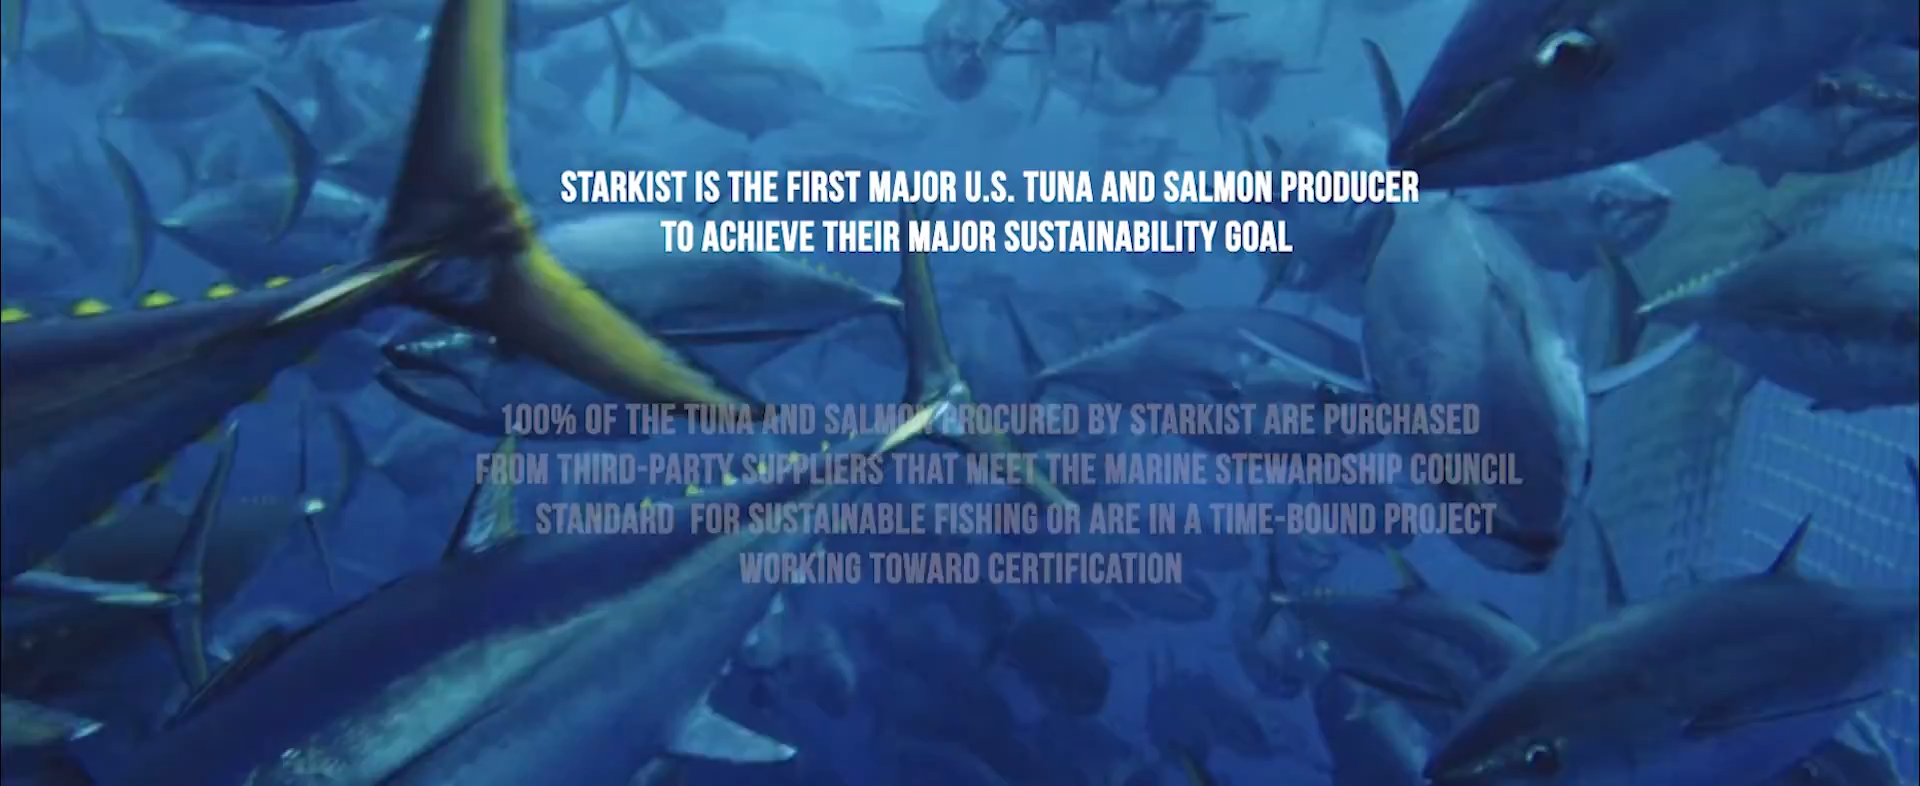 STARKIST IS THE FIRST MAJOR U.S. TUNA AND SALMON PRODUCER
TO ACHIEVE THEIR MAJOR SUSTAINABILITY GOAL
100% OF THE TUNA AND SALMON PROCURED BY STARKIST ARE PURCHASED
FROM THIRD-PARTY SUPPLIERS THAT MEET THE MARINE STEWARDSHIP COUNCIL
STANDARD FOR SUSTAINABLE FISHING OR ARE IN A TIME-BOUND PROJECT
WORKING TOWARD CERTIFICATION